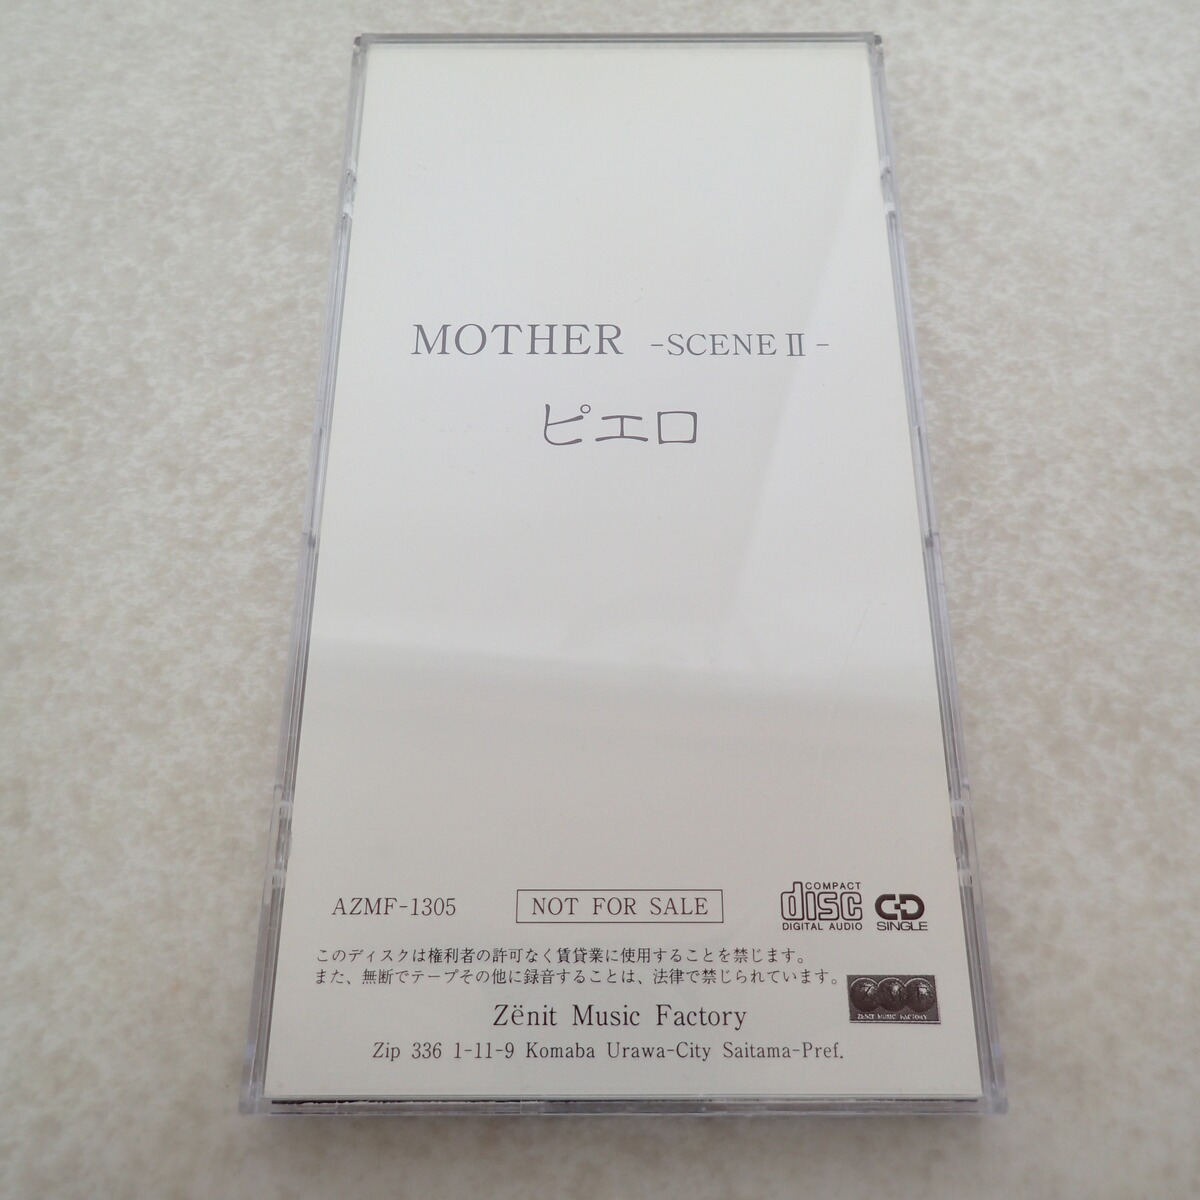 MOTHER -SCENE II-
ピエロ
AZMF-1305 NOT FOR SALE
COMPACT disc DIGITAL AUDIO
CD SINGLE
このディスクは権利者の許可なく賃貸業に使用することを禁じます。
また、無断でテープその他に録音することは、法律で禁じられています。
ZENIT MUSIC FACTORY
Zënit Music Factory
Zip 336 1-11-9 Komaba Urawa-City Saitama-Pref.